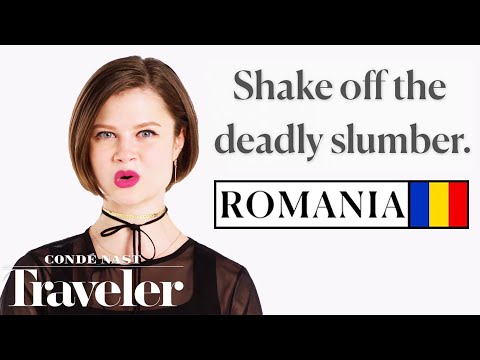 Shake off the
deadly slumber.
ROMANIA
CONDÉ NAST
Traveler